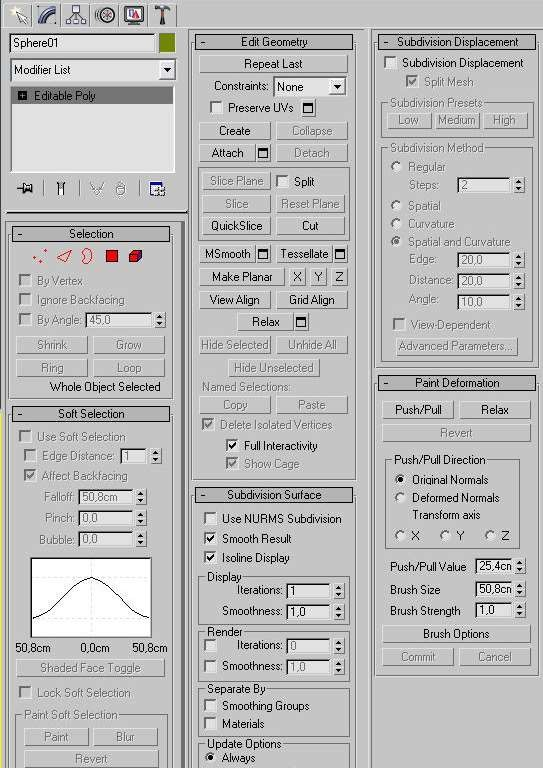 Sphere01
Modifier List
Editable Poly
Selection
By Vertex
Ignore Backfacing
By Angle: 45,0
Shrink Grow
Ring Loop
Whole Object Selected
Soft Selection
Use Soft Selection
Edge Distance: 1
Affect Backfacing
Falloff: 50,8cm
Pinch: 0,0
Bubble: 0,0
50,8cm 0,0cm 50,8cm
Shaded Face Toggle
Lock Soft Selection
Paint Soft Selection
Paint Blur
Revert
Edit Geometry
Repeat Last
Constraints: None
Preserve UVs
Create Collapse
Attach Detach
Slice Plane Split
Slice Reset Plane
QuickSlice Cut
MSmooth Tessellate
Make Planar X Y Z
View Align Grid Align
Relax
Hide Selected Unhide All
Hide Unselected
Named Selections:
Copy Paste
Delete Isolated Vertices
Full Interactivity
Show Cage
Subdivision Surface
Use NURMS Subdivision
Smooth Result
Isoline Display
Display
Iterations: 1
Smoothness: 1,0
Render
Iterations: 0
Smoothness: 1,0
Separate By
Smoothing Groups
Materials
Update Options
Always
Subdivision Displacement
Subdivision Displacement
Split Mesh
Subdivision Presets
Low Medium High
Subdivision Method
Regular
Steps: 2
Spatial
Curvature
Spatial and Curvature
Edge: 20,0
Distance: 20,0
Angle: 10,0
View-Dependent
Advanced Parameters...
Paint Deformation
Push/Pull Relax
Revert
Push/Pull Direction
Original Normals
Deformed Normals
Transform axis
X Y Z
Push/Pull Value 25,4cm
Brush Size 50,8cm
Brush Strength 1,0
Brush Options
Commit Cancel